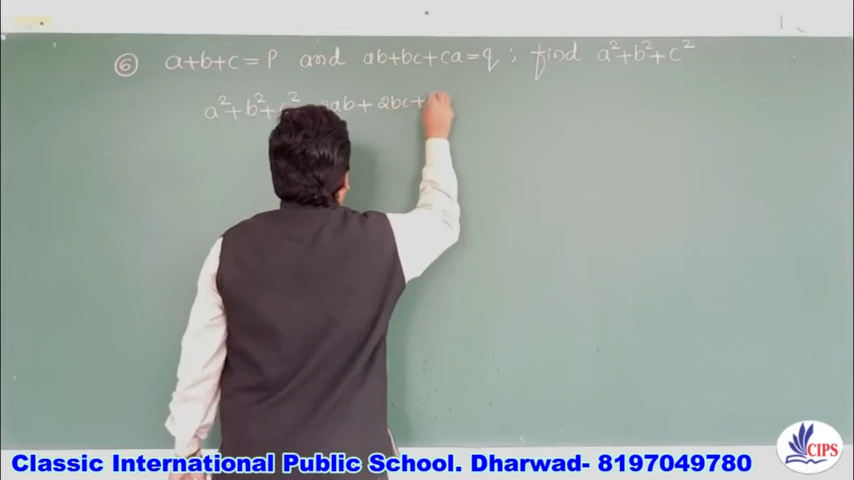 ⑥ a+b+c=P and ab+bc+ca=q ; find a²+b²+c²
a²+b²+c² 2ab+ 2bc+
CIPS
Classic International Public School. Dharwad- 8197049780